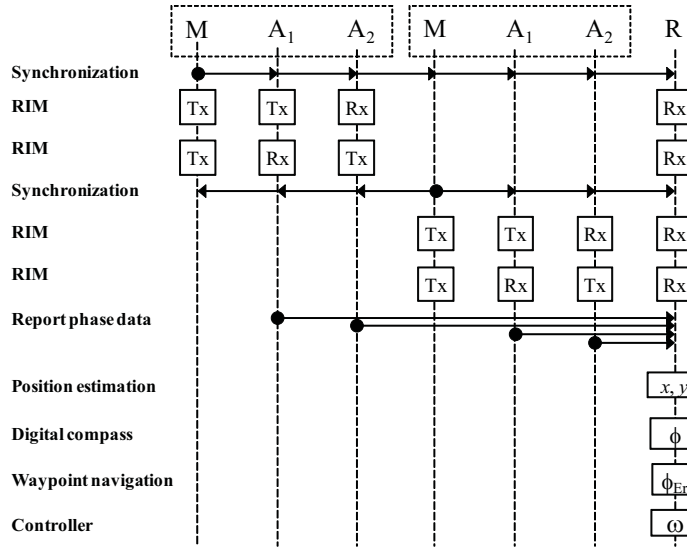 M A1 A2 M A1 A2 R
Synchronization
RIM Tx Tx Rx Rx
RIM Tx Rx Tx Rx
Synchronization
RIM Tx Tx Rx Rx
RIM Tx Rx Tx Rx
Report phase data
Position estimation x, y
Digital compass ϕ
Waypoint navigation ϕEr
Controller ω